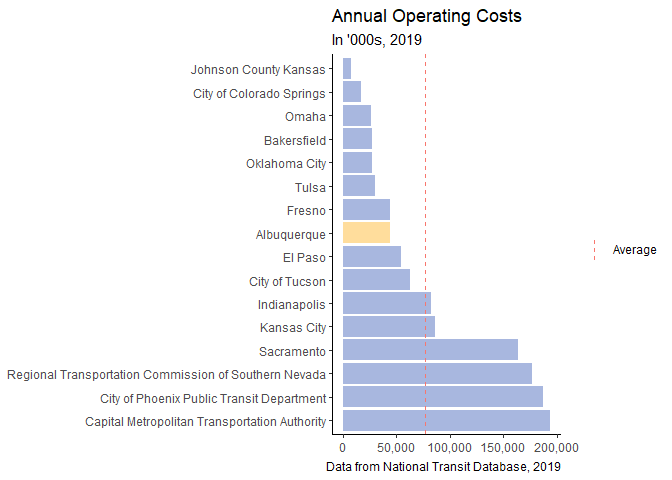 Annual Operating Costs
In '000s, 2019
Johnson County Kansas
City of Colorado Springs
Omaha
Bakersfield
Oklahoma City
Tulsa
Fresno
Albuquerque
El Paso
City of Tucson
Indianapolis
Kansas City
Sacramento
Regional Transportation Commission of Southern Nevada
City of Phoenix Public Transit Department
Capital Metropolitan Transportation Authority
Average
0 50,000 100,000 150,000 200,000
Data from National Transit Database, 2019